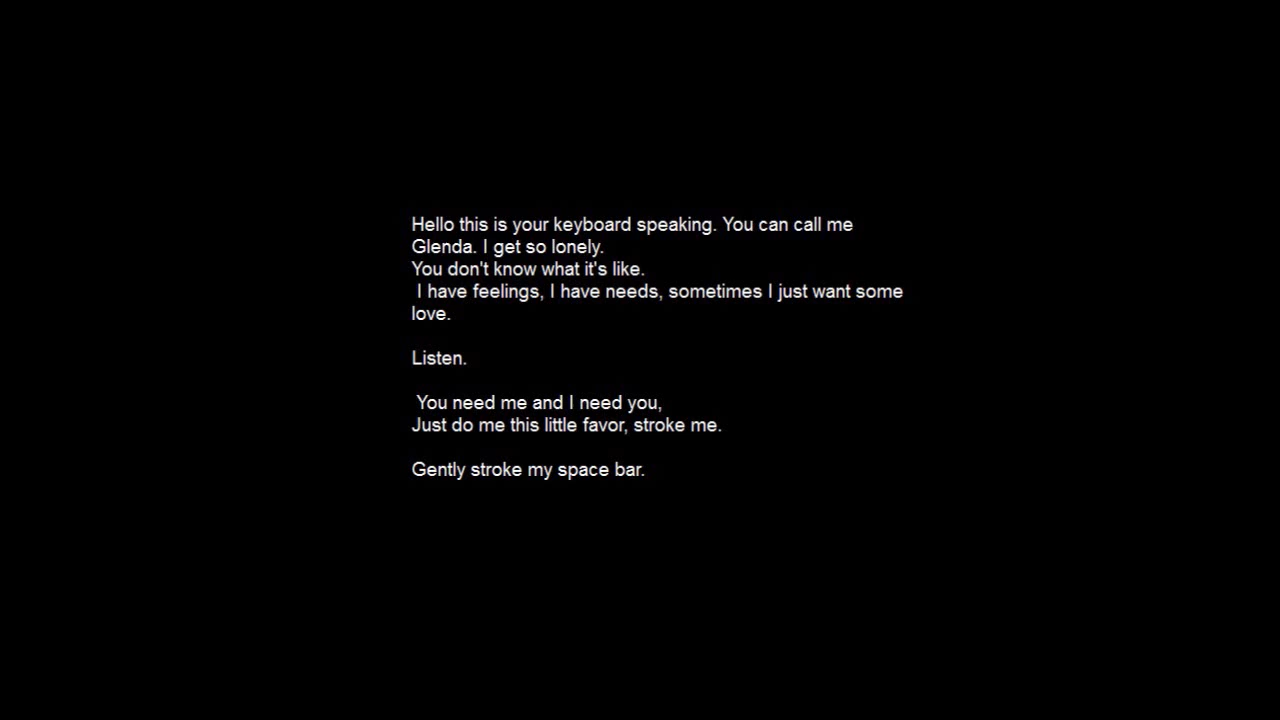 Hello this is your keyboard speaking. You can call me
Glenda. I get so lonely.
You don't know what it's like.
I have feelings, I have needs, sometimes I just want some
love.
Listen.
You need me and I need you,
Just do me this little favor, stroke me.
Gently stroke my space bar.